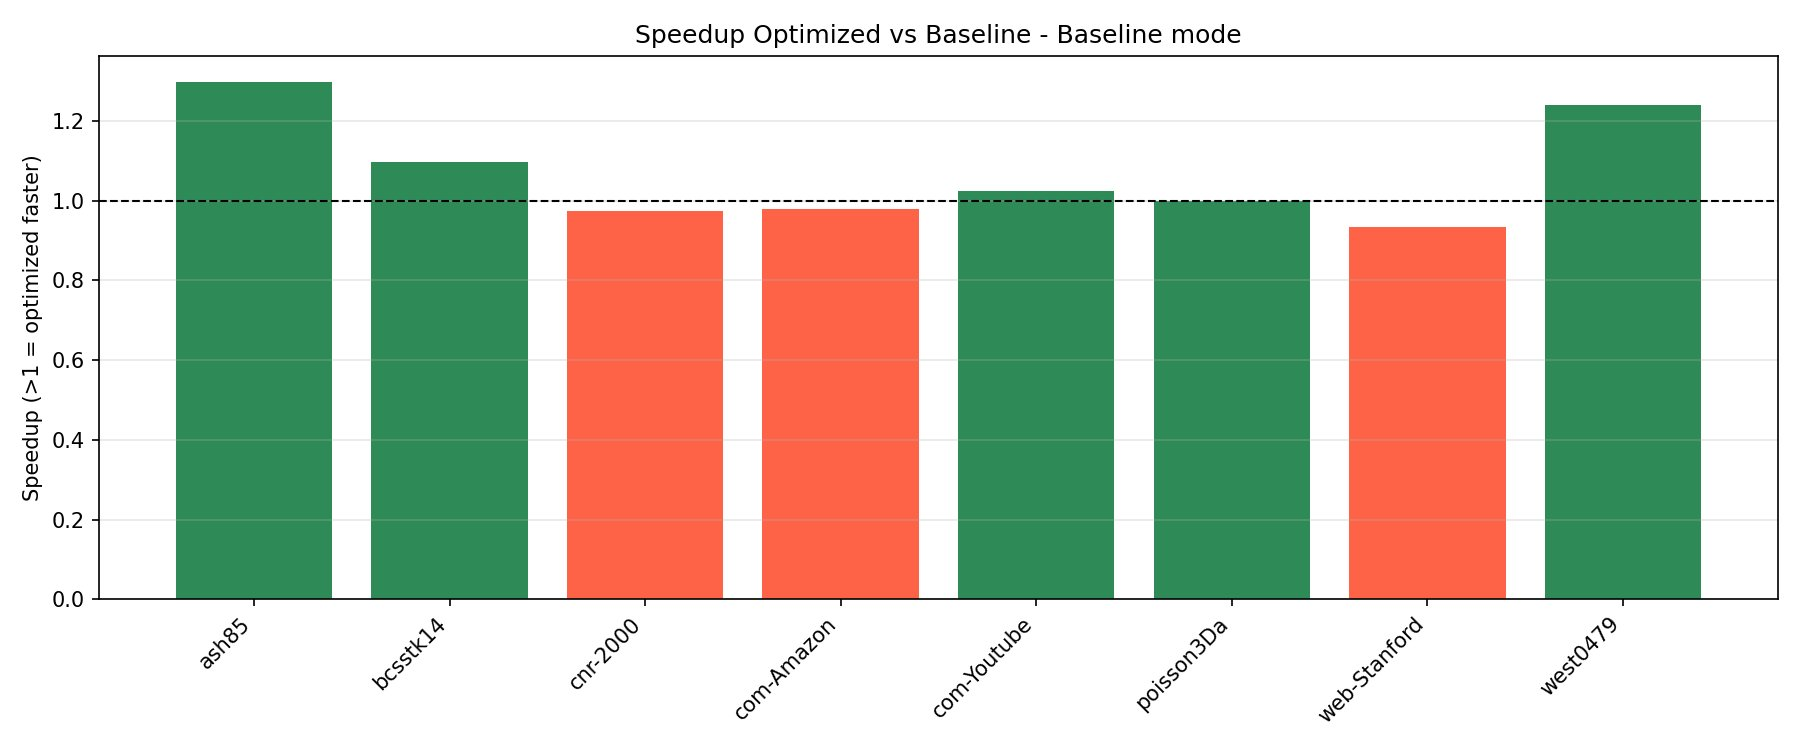 Speedup Optimized vs Baseline - Baseline mode
Speedup (>1 = optimized faster)
1.2
1.0
0.8
0.6
0.4
0.2
0.0
ash85
bcsstk14
cnr-2000
com-Amazon
com-Youtube
poisson3Da
web-Stanford
west0479